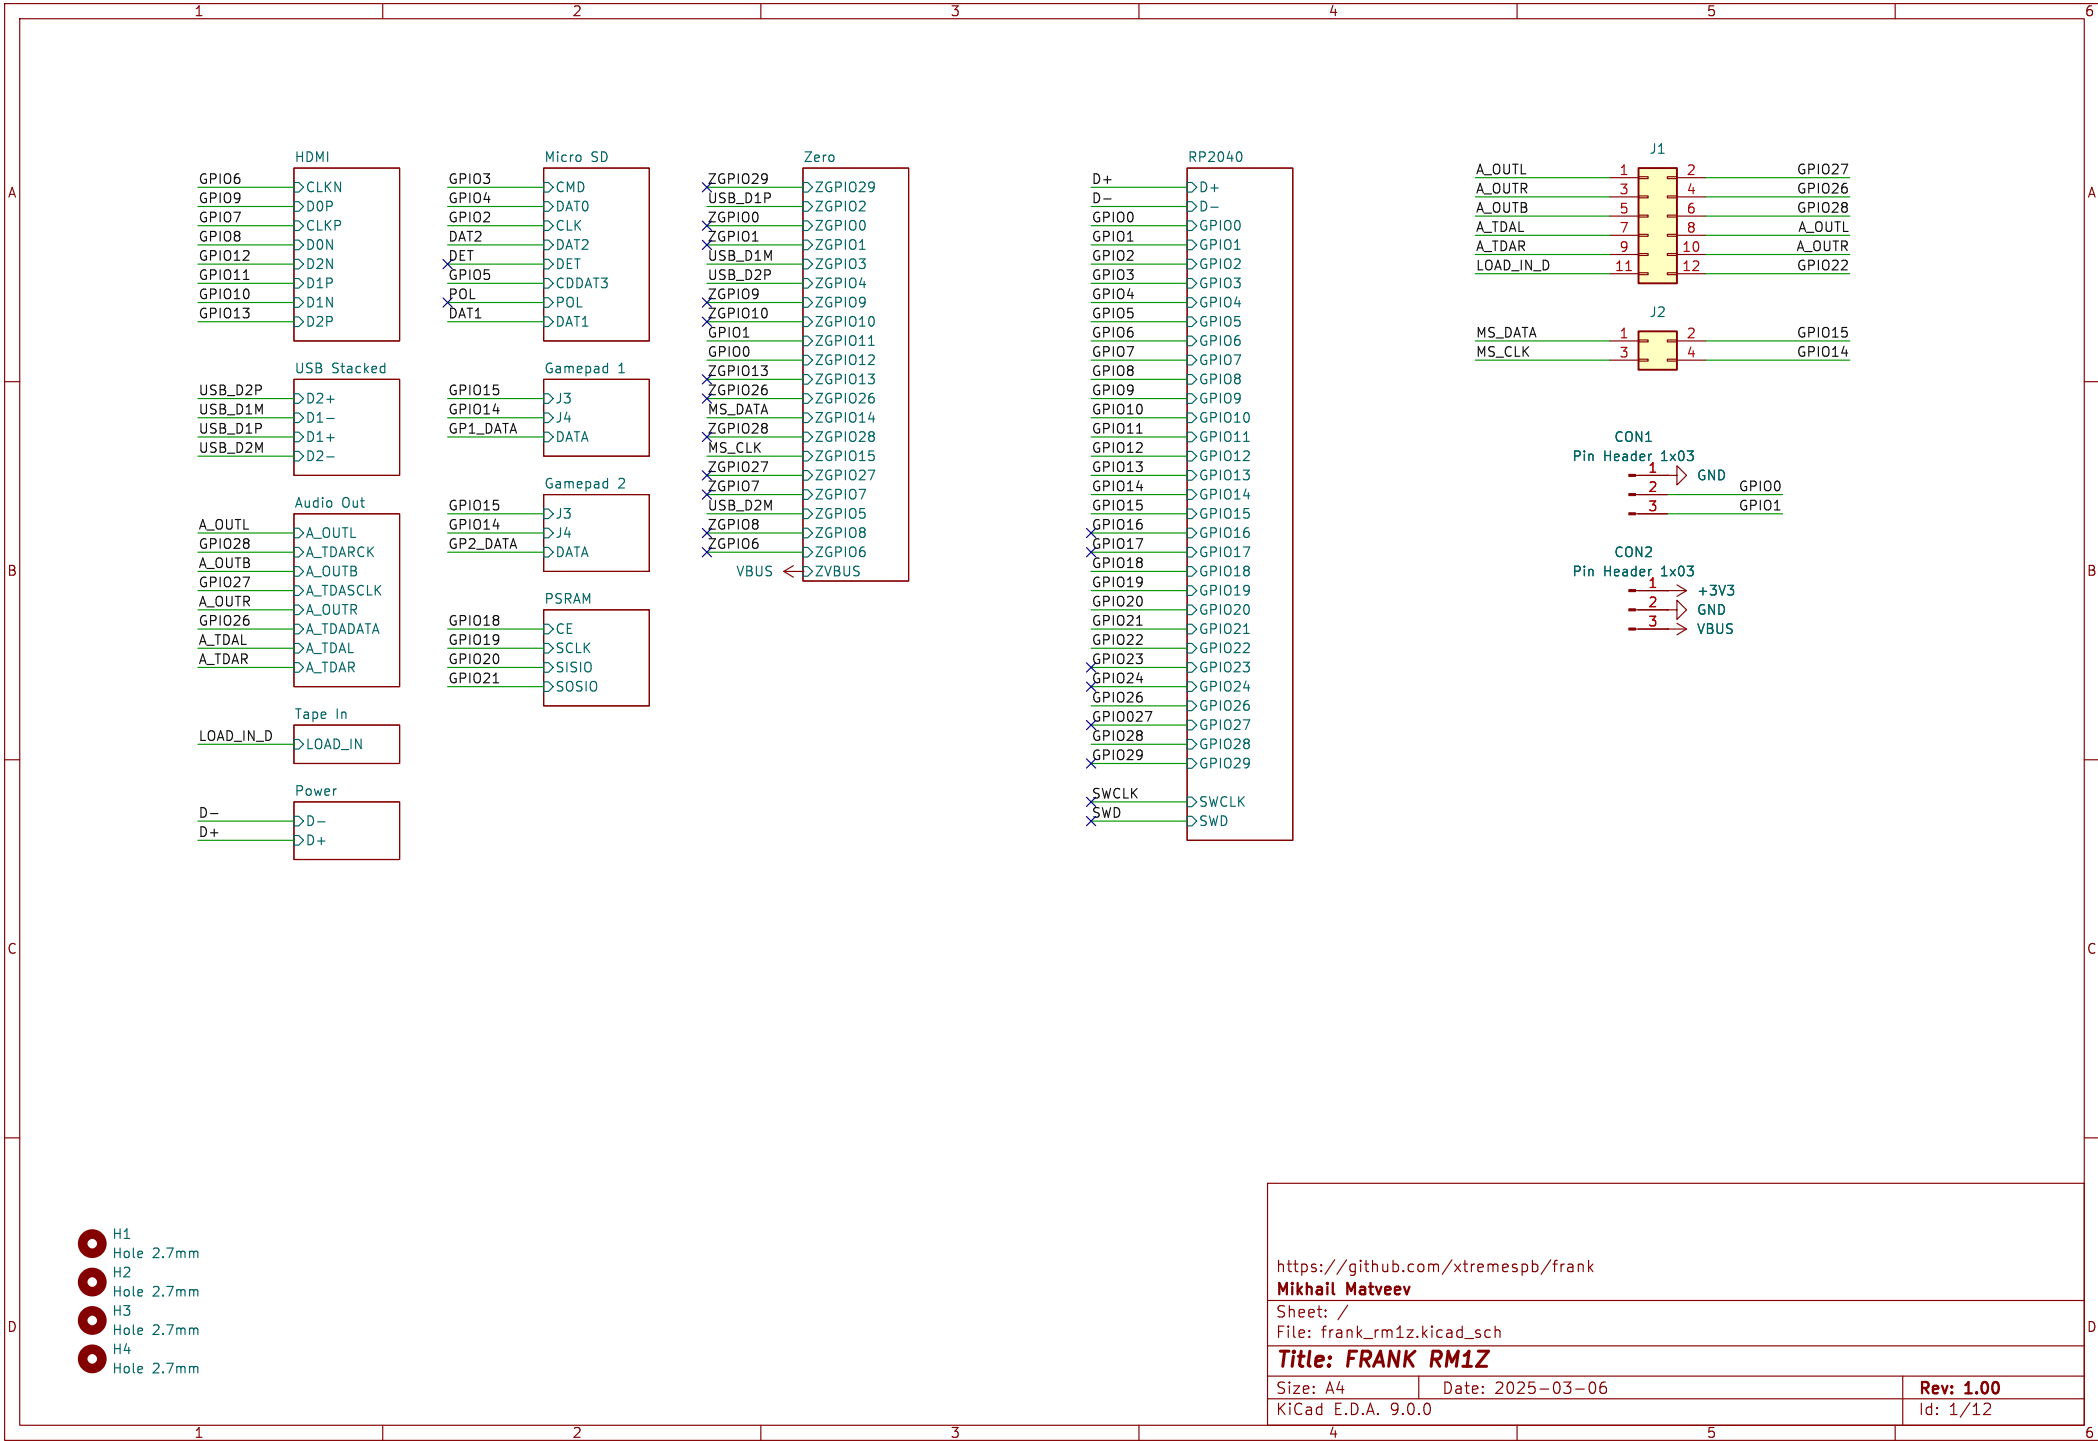 1 2 3 4 5 6
A A
B B
C C
D D
HDMI
GPIO6 CLKN
GPIO9 D0P
GPIO7 CLKP
GPIO8 D0N
GPIO12 D2N
GPIO11 D1P
GPIO10 D1N
GPIO13 D2P
USB Stacked
USB_D2P D2+
USB_D1M D1-
USB_D1P D1+
USB_D2M D2-
Audio Out
A_OUTL A_OUTL
GPIO28 A_TDARCK
A_OUTB A_OUTB
GPIO27 A_TDASCLK
A_OUTR A_OUTR
GPIO26 A_TDADATA
A_TDAL A_TDAL
A_TDAR A_TDAR
Tape In
LOAD_IN_D LOAD_IN
Power
D- D-
D+ D+
Micro SD
GPIO3 CMD
GPIO4 DAT0
GPIO2 CLK
DAT2 DAT2
DET DET
GPIO5 CDDAT3
POL POL
DAT1 DAT1
Gamepad 1
GPIO15 J3
GPIO14 J4
GP1_DATA DATA
Gamepad 2
GPIO15 J3
GPIO14 J4
GP2_DATA DATA
PSRAM
GPIO18 CE
GPIO19 SCLK
GPIO20 SISIO
GPIO21 SOSIO
Zero
ZGPIO29 ZGPIO29
USB_D1P ZGPIO2
ZGPIO0 ZGPIO0
ZGPIO1 ZGPIO1
USB_D1M ZGPIO3
USB_D2P ZGPIO4
ZGPIO9 ZGPIO9
ZGPIO10 ZGPIO10
GPIO1 ZGPIO11
GPIO0 ZGPIO12
ZGPIO13 ZGPIO13
ZGPIO26 ZGPIO26
MS_DATA ZGPIO14
ZGPIO28 ZGPIO28
MS_CLK ZGPIO15
ZGPIO27 ZGPIO27
ZGPIO7 ZGPIO7
USB_D2M ZGPIO5
ZGPIO8 ZGPIO8
ZGPIO6 ZGPIO6
VBUS ZVBUS
RP2040
D+ D+
D- D-
GPIO0 GPIO0
GPIO1 GPIO1
GPIO2 GPIO2
GPIO3 GPIO3
GPIO4 GPIO4
GPIO5 GPIO5
GPIO6 GPIO6
GPIO7 GPIO7
GPIO8 GPIO8
GPIO9 GPIO9
GPIO10 GPIO10
GPIO11 GPIO11
GPIO12 GPIO12
GPIO13 GPIO13
GPIO14 GPIO14
GPIO15 GPIO15
GPIO16 GPIO16
GPIO17 GPIO17
GPIO18 GPIO18
GPIO19 GPIO19
GPIO20 GPIO20
GPIO21 GPIO21
GPIO22 GPIO22
GPIO23 GPIO23
GPIO24 GPIO24
GPIO26 GPIO26
GPIO027 GPIO27
GPIO28 GPIO28
GPIO29 GPIO29
SWCLK SWCLK
SWD SWD
J1
A_OUTL 1 2 GPIO27
A_OUTR 3 4 GPIO26
A_OUTB 5 6 GPIO28
A_TDAL 7 8 A_OUTL
A_TDAR 9 10 A_OUTR
LOAD_IN_D 11 12 GPIO22
J2
MS_DATA 1 2 GPIO15
MS_CLK 3 4 GPIO14
CON1
Pin Header 1x03
1 GND
2 GPIO0
3 GPIO1
CON2
Pin Header 1x03
1 +3V3
2 GND
3 VBUS
H1
Hole 2.7mm
H2
Hole 2.7mm
H3
Hole 2.7mm
H4
Hole 2.7mm
https://github.com/xtremespb/frank
Mikhail Matveev
Sheet: /
File: frank_rm1z.kicad_sch
Title: FRANK RM1Z
Size: A4 Date: 2025-03-06 Rev: 1.00
KiCad E.D.A. 9.0.0 Id: 1/12
1 2 3 4 5 6